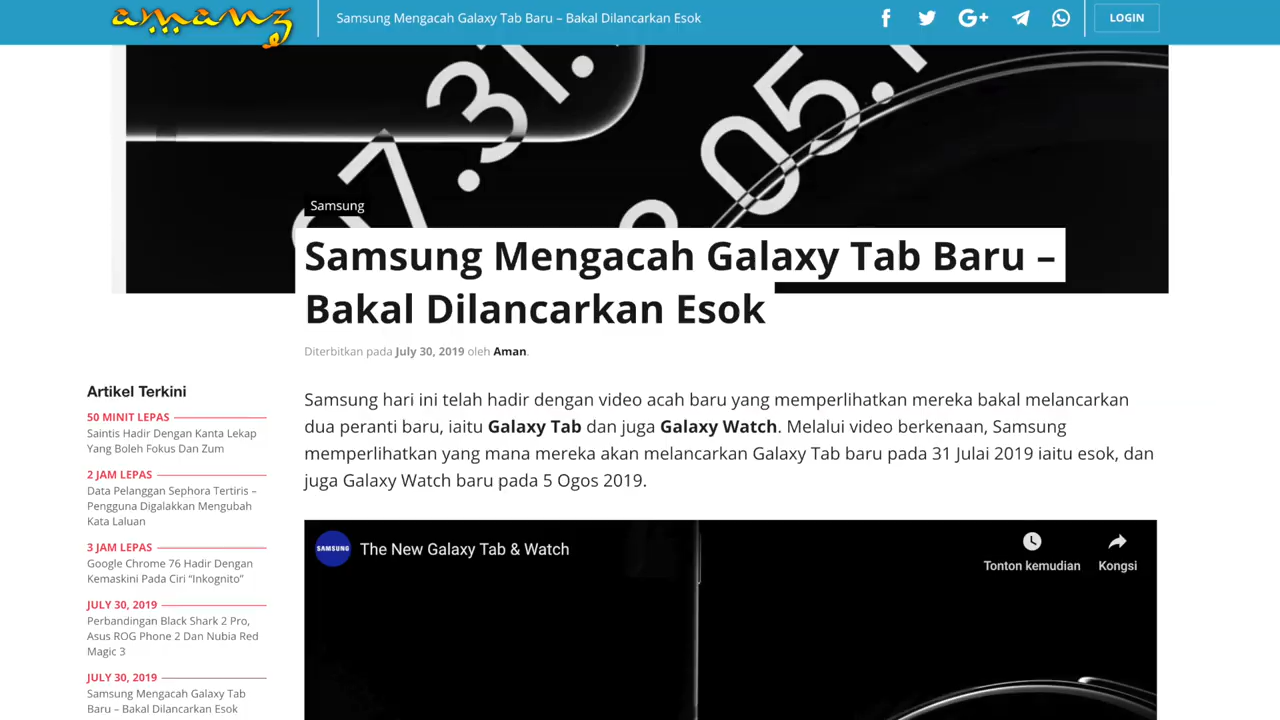 amanz
Samsung Mengacah Galaxy Tab Baru – Bakal Dilancarkan Esok
LOGIN
Samsung
Samsung Mengacah Galaxy Tab Baru –
Bakal Dilancarkan Esok
Diterbitkan pada July 30, 2019 oleh Aman.
Artikel Terkini
50 MINIT LEPAS
Saintis Hadir Dengan Kanta Lekap
Yang Boleh Fokus Dan Zum
2 JAM LEPAS
Data Pelanggan Sephora Tertiris –
Pengguna Digalakkan Mengubah
Kata Laluan
3 JAM LEPAS
Google Chrome 76 Hadir Dengan
Kemaskini Pada Ciri “Inkognito”
JULY 30, 2019
Perbandingan Black Shark 2 Pro,
Asus ROG Phone 2 Dan Nubia Red
Magic 3
JULY 30, 2019
Samsung Mengacah Galaxy Tab
Baru – Bakal Dilancarkan Esok
Samsung hari ini telah hadir dengan video acah baru yang memperlihatkan mereka bakal melancarkan
dua peranti baru, iaitu Galaxy Tab dan juga Galaxy Watch. Melalui video berkenaan, Samsung
memperlihatkan yang mana mereka akan melancarkan Galaxy Tab baru pada 31 Julai 2019 iaitu esok, dan
juga Galaxy Watch baru pada 5 Ogos 2019.
SAMSUNG
The New Galaxy Tab & Watch
Tonton kemudian
Kongsi